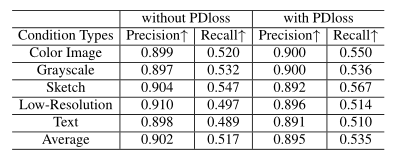 without PDloss with PDloss
Condition Types Precision↑ Recall↑ Precision↑ Recall↑
Color Image 0.899 0.520 0.900 0.550
Grayscale 0.897 0.532 0.900 0.536
Sketch 0.904 0.547 0.892 0.567
Low-Resolution 0.910 0.497 0.896 0.514
Text 0.898 0.489 0.891 0.510
Average 0.902 0.517 0.895 0.535